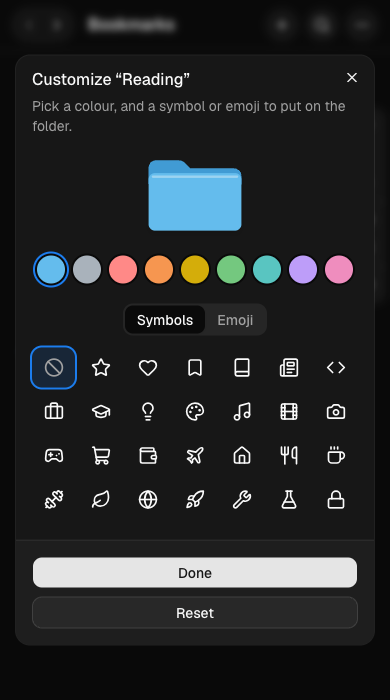 Bookmarks
Customize “Reading”
Pick a colour, and a symbol or emoji to put on the
folder.
Symbols
Emoji
Done
Reset